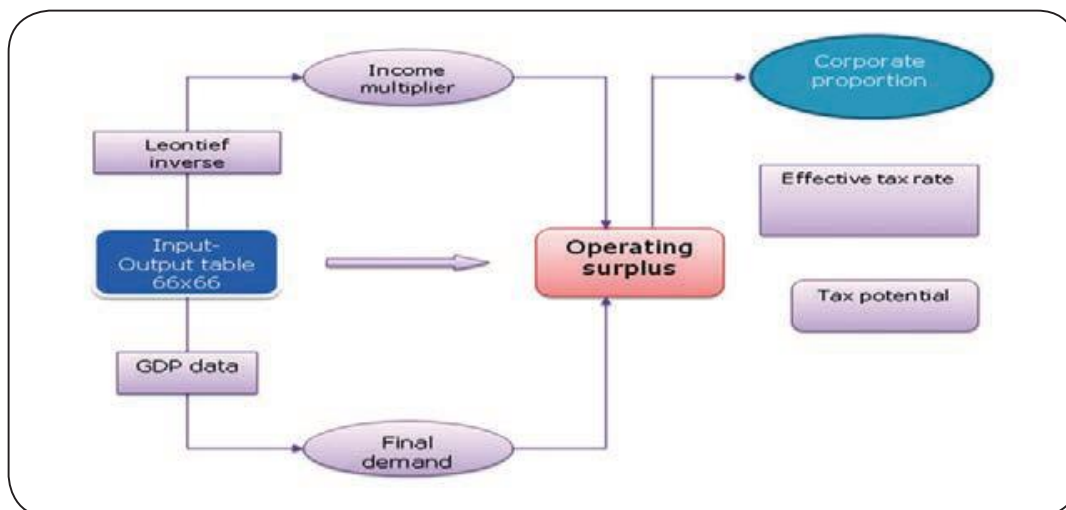 Income
multiplier
Corporate
proportion
Leontief
inverse
Effective tax rate
Input-
Output table
66x66
Operating
surplus
Tax potential
GDP data
Final
demand